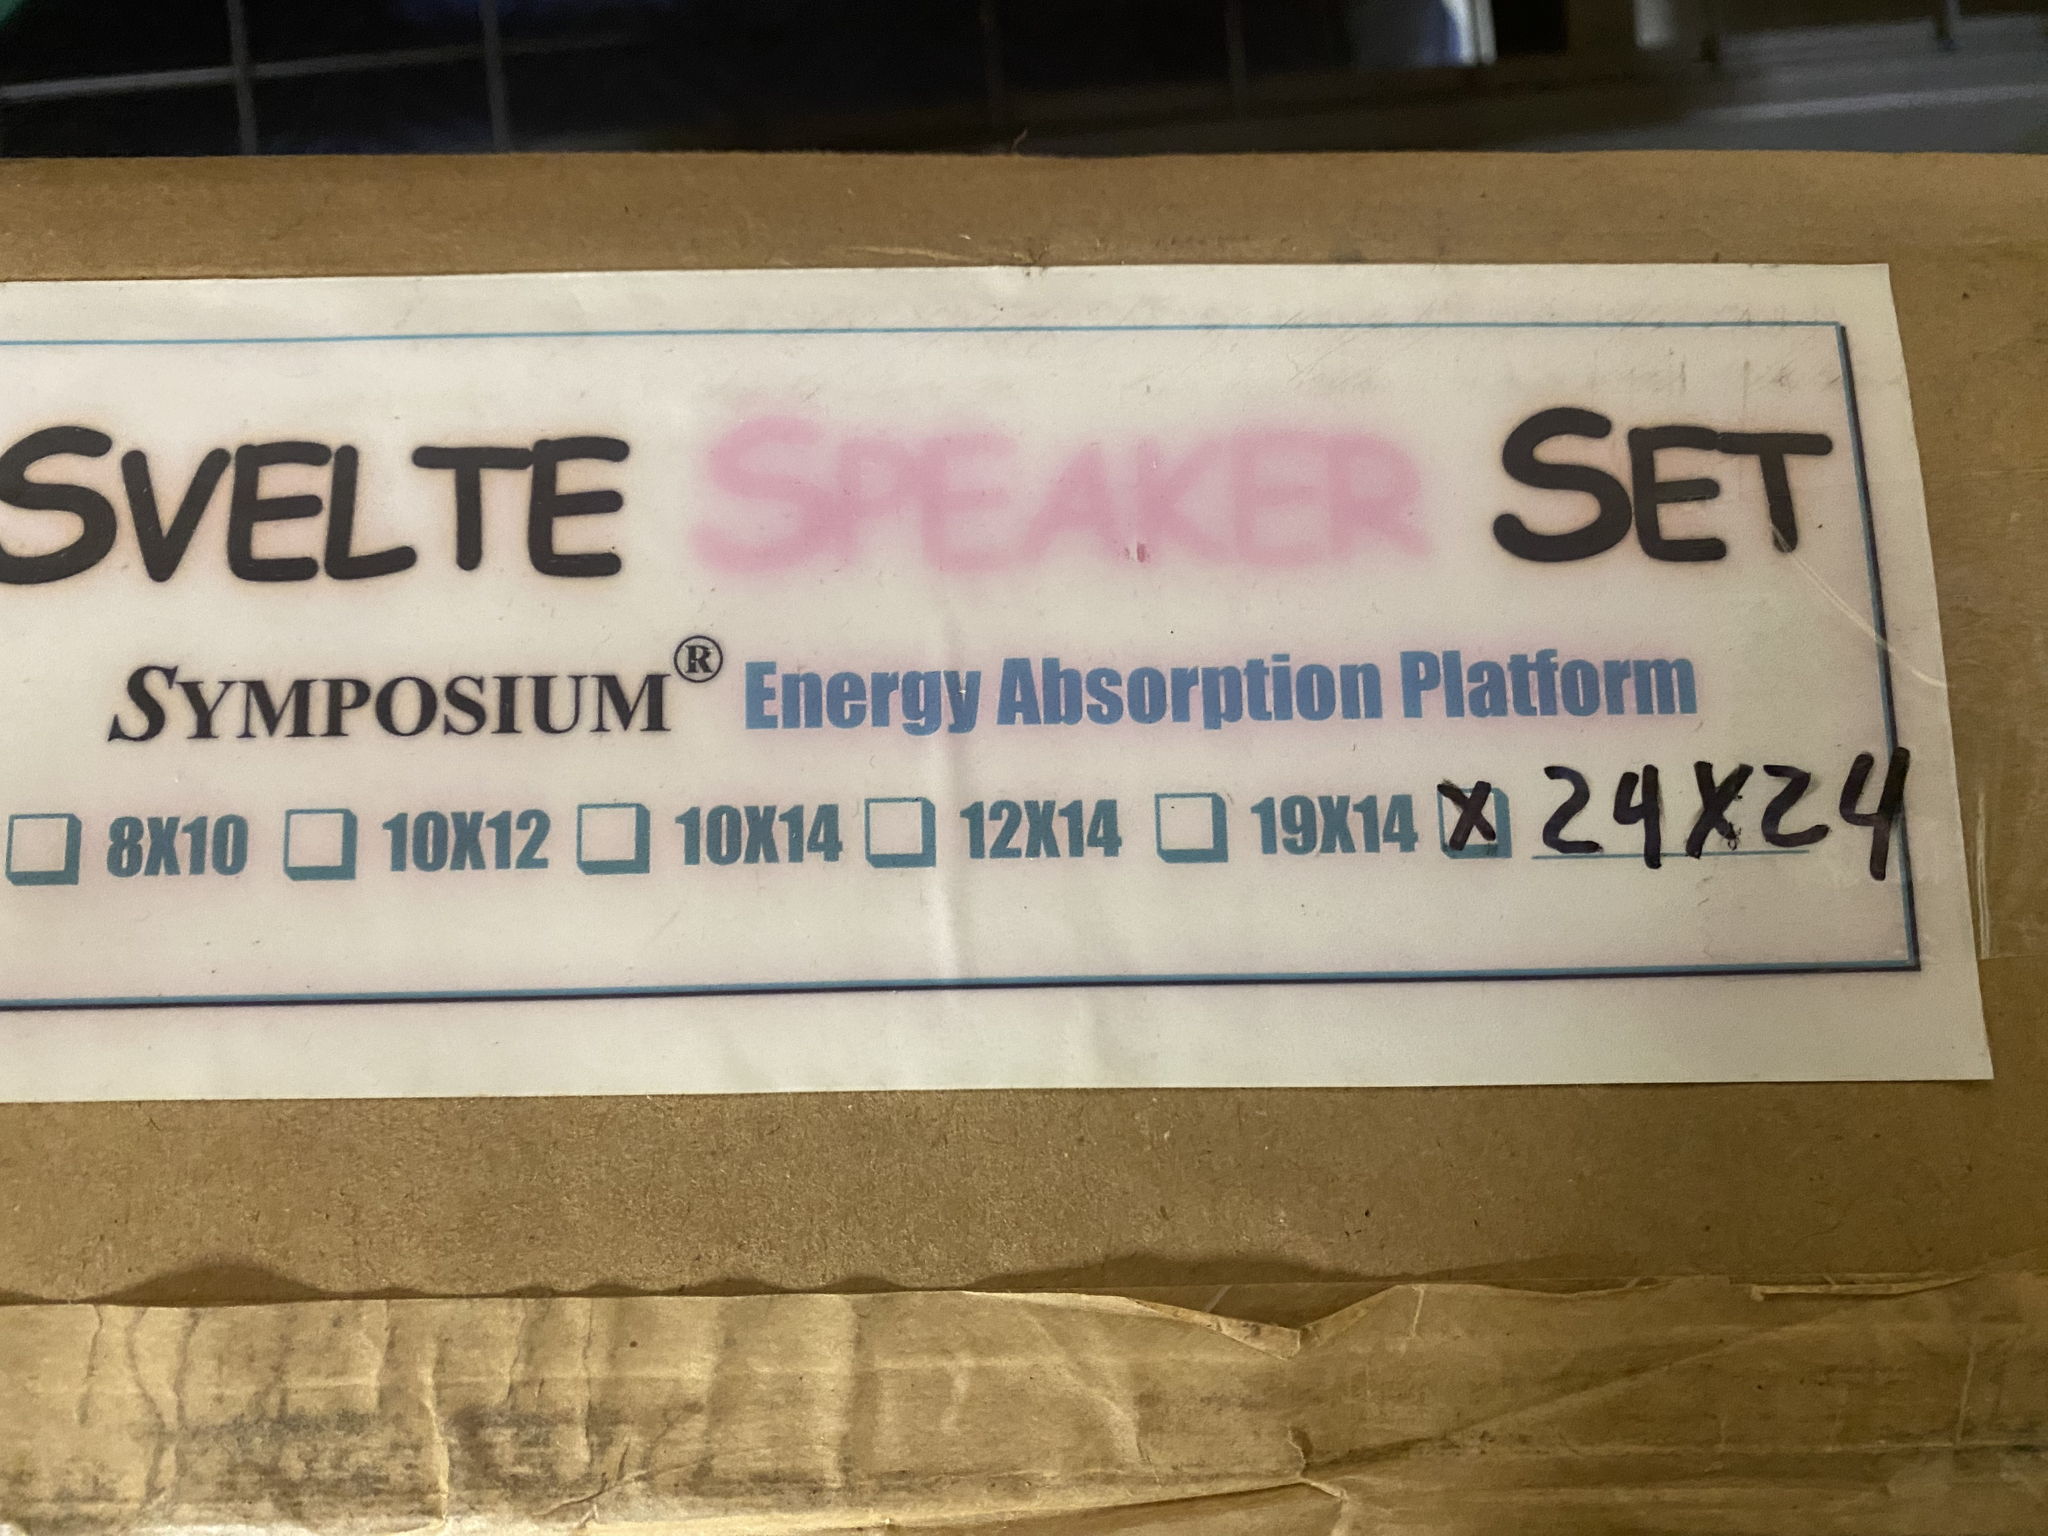 SVELTE SPEAKER SET
SYMPOSIUM® Energy Absorption Platform
☐ 8X10 ☐ 10X12 ☐ 10X14 ☐ 12X14 ☐ 19X14 ☒ 24X24